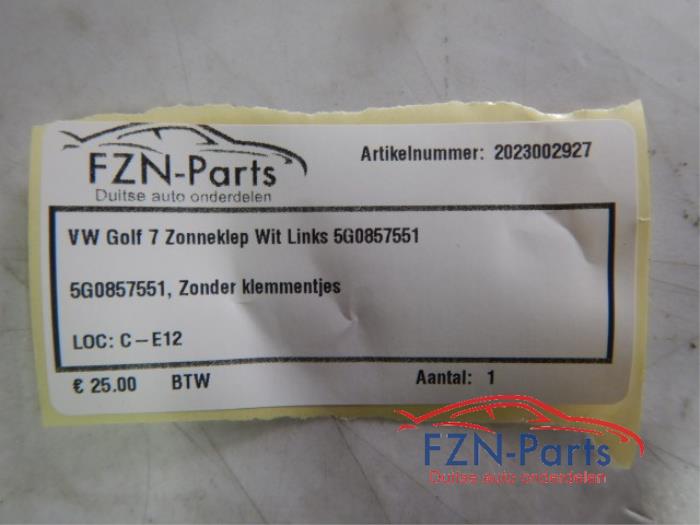 FZN-Parts
Duitse auto onderdelen
Artikelnummer: 2023002927
VW Golf 7 Zonneklep Wit Links 5G0857551
5G0857551, Zonder klemmentjes
LOC: C-E12
€ 25.00 BTW Aantal: 1
FZN-Parts
Duitse auto onderdelen